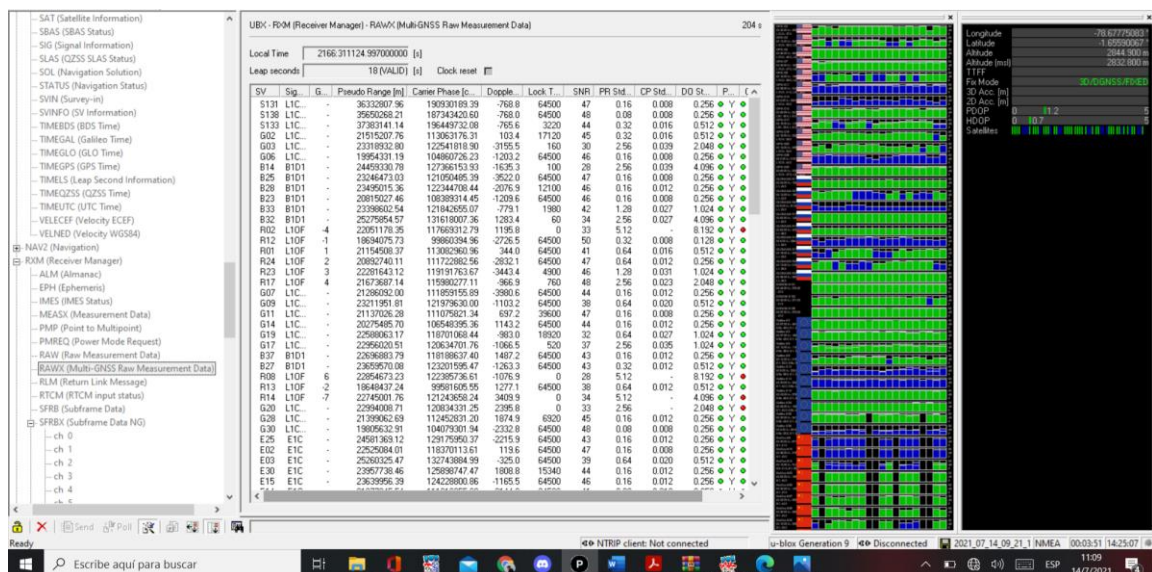 SAT (Satellite Information)
SBAS (SBAS Status)
SIG (Signal Information)
SLAS (QZSS SLAS Status)
SOL (Navigation Solution)
STATUS (Navigation Status)
SVIN (Survey-in)
SVINFO (SV Information)
TIMEBDS (BDS Time)
TIMEGAL (Galileo Time)
TIMEGLO (GLO Time)
TIMEGPS (GPS Time)
TIMELS (Leap Second Information)
TIMEQZSS (QZSS Time)
TIMEUTC (UTC Time)
VELECEF (Velocity ECEF)
VELNED (Velocity WGS84)
NAV2 (Navigation)
RXM (Receiver Manager)
ALM (Almanac)
EPH (Ephemeris)
IMES (IMES Status)
MEASX (Measurement Data)
PMP (Point to Multipoint)
PMREQ (Power Mode Request)
RAW (Raw Measurement Data)
RAWX (Multi-GNSS Raw Measurement Data)
RLM (Return Link Message)
RTCM (RTCM input status)
SFRB (Subframe Data)
SFRBX (Subframe Data NG)
ch 0
ch 1
ch 2
ch 3
ch 4
UBX - RXM (Receiver Manager) - RAWX (Multi-GNSS Raw Measurement Data) 204 s
Local Time 2166:311124.997000000 [s]
Leap seconds 18 (VALID) [s] Clock reset
SV Sig... G... Pseudo Range [m] Carrier Phase [c... Dopple... Lock T... SNR PR Std... CP Std... DO St... P... (
S131 L1C... - 36332807.96 190930189.39 -768.0 64500 47 0.16 0.008 0.256 Y
S138 L1C... - 35650268.21 187343420.60 -768.0 64500 48 0.08 0.008 0.256 Y
S133 L1C... - 37383141.14 196449732.08 -765.6 3220 44 0.32 0.016 0.512 Y
G02 L1C... - 21515207.76 113063176.31 103.4 17120 45 0.32 0.016 0.512 Y
G03 L1C... - 23318932.80 122541818.90 -3155.5 160 30 2.56 0.039 2.048 Y
G06 L1C... - 19954331.19 104860726.23 -1203.2 64500 46 0.16 0.008 0.256 Y
B14 B1D1 - 24459330.78 127366153.93 -1635.3 100 28 2.56 0.039 4.096 Y
B25 B1D1 - 23246473.03 121050485.39 -3522.0 64500 47 0.16 0.008 0.256 Y
B28 B1D1 - 23495015.36 122344708.44 -2076.9 12100 46 0.16 0.012 0.256 Y
B23 B1D1 - 20815027.46 108389314.45 -1209.6 64500 46 0.16 0.008 0.256 Y
B33 B1D1 - 23398602.54 121842655.07 -779.1 1980 42 1.28 0.027 1.024 Y
B32 B1D1 - 25275854.57 131618007.36 1283.4 60 34 2.56 0.027 4.096 Y
R02 L1OF -4 22051178.35 117669312.79 1195.8 0 33 5.12 - 8.192 Y
R12 L1OF -1 18694075.73 99860394.96 -2726.5 64500 50 0.32 0.008 0.128 Y
R01 L1OF 1 21154508.37 113082960.96 344.0 64500 41 0.64 0.016 0.512 Y
R24 L1OF 2 20892740.11 111722882.56 -2832.1 64500 47 0.64 0.012 0.256 Y
R23 L1OF 3 22281643.12 119191763.67 -3443.4 4900 46 1.28 0.031 1.024 Y
R17 L1OF 4 21673687.14 115980277.11 -966.9 760 48 2.56 0.023 2.048 Y
G07 L1C... - 21286092.00 111859155.89 -3980.6 64500 44 0.16 0.012 0.256 Y
G09 L1C... - 23211951.81 121979630.00 -1103.2 64500 38 0.64 0.020 0.512 Y
G11 L1C... - 21137026.28 111075821.34 697.2 39600 47 0.16 0.008 0.256 Y
G14 L1C... - 20275485.70 106548395.36 1143.2 64500 44 0.16 0.012 0.256 Y
G19 L1C... - 22588063.17 118701068.44 -983.0 18920 32 0.64 0.027 1.024 Y
G17 L1C... - 22956020.51 120634701.76 -1066.5 520 37 2.56 0.035 1.024 Y
B37 B1D1 - 22696883.79 118188637.40 1487.2 64500 43 0.16 0.012 0.256 Y
B27 B1D1 - 23659570.08 123201595.47 -1263.3 64500 43 0.32 0.012 0.512 Y
R08 L1OF 6 22854673.23 122385736.61 -1076.9 0 28 5.12 - 8.192 Y
R13 L1OF -2 18648437.24 99581605.55 1277.1 64500 38 0.64 0.012 0.512 Y
R14 L1OF -7 22745001.76 121243658.24 3409.9 0 34 5.12 - 4.096 Y
G20 L1C... - 22994008.71 120834331.25 2395.8 0 33 2.56 - 2.048 Y
G28 L1C... - 21399062.69 112452831.20 1874.9 6920 45 0.16 0.012 0.256 Y
G30 L1C... - 19805632.91 104079301.94 -2332.8 64500 48 0.08 0.008 0.256 Y
E25 E1C - 24581369.12 129175950.37 -2215.9 64500 43 0.16 0.012 0.256 Y
E02 E1C - 22525084.01 118370113.61 119.6 64500 47 0.16 0.008 0.256 Y
E03 E1C - 25260325.47 132743884.99 -325.0 64500 39 0.64 0.020 0.512 Y
E30 E1C - 23957738.46 125898747.47 1808.8 15340 44 0.16 0.012 0.256 Y
E15 E1C - 23639956.39 124228800.86 -1165.5 64500 46 0.16 0.012 0.256 Y
Longitude -78.67775083 °
Latitude -1.65590067 °
Altitude 2844.900 m
Altitude (msl) 2832.800 m
TTFF
Fix Mode 3D/DGNSS/FIXED
3D Acc. [m]
2D Acc. [m]
PDOP 0 1.2 5
HDOP 0 0.7 5
Satellites
Send Poll
Ready
NTRIP client: Not connected
u-blox Generation 9
Disconnected
2021_07_14_09_21_1 NMEA 00:03:51 14:25:07
Escribe aquí para buscar
ESP
11:09
14/7/2021